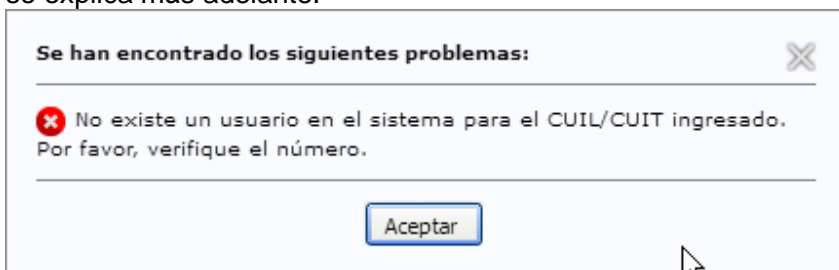 se explica más adelante.
Se han encontrado los siguientes problemas:
No existe un usuario en el sistema para el CUIL/CUIT ingresado.
Por favor, verifique el número.
Aceptar